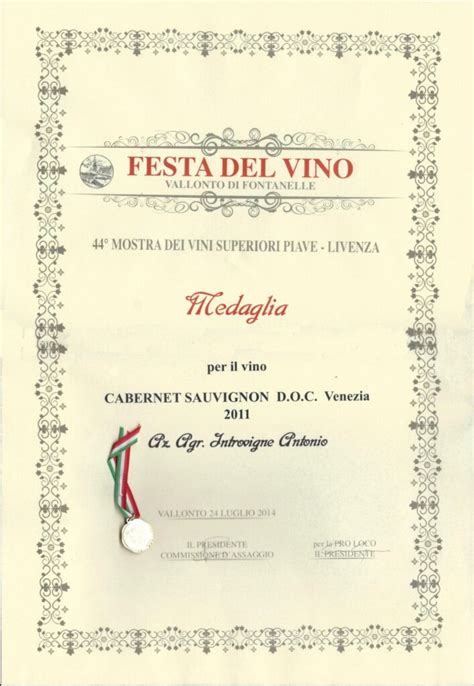 FESTA DEL VINO
VALLONTO DI FONTANELLE
44° MOSTRA DEI VINI SUPERIORI PIAVE - LIVENZA
Medaglia
per il vino
CABERNET SAUVIGNON D.O.C. Venezia
2011
Az. Agr. Introvigne Antonio
VALLONTO 24 LUGLIO 2014
IL PRESIDENTE
COMMISSIONE D'ASSAGGIO
per la PRO LOCO
IL PRESIDENTE